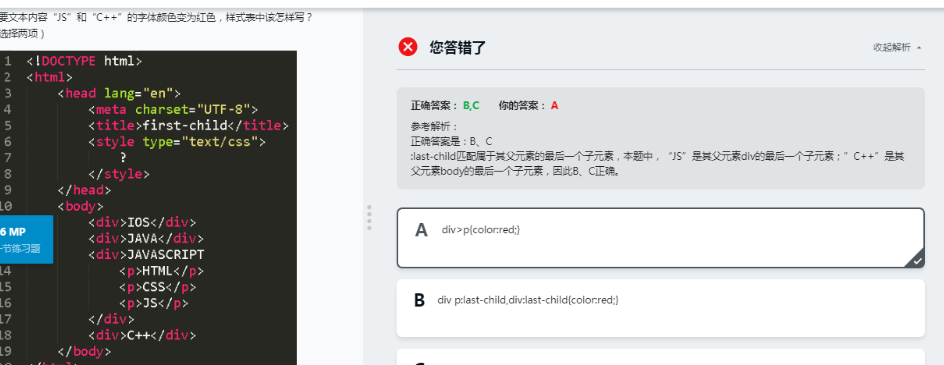 要文本内容“JS”和“C++”的字体颜色变为红色，样式表中该怎样写？
选择两项）
1 <!DOCTYPE html>
2 <html>
3 <head lang="en">
4 <meta charset="UTF-8">
5 <title>first-child</title>
6 <style type="text/css">
7 ?
8 </style>
9 </head>
10 <body>
<div>IOS</div>
6 MP
<div>JAVA</div>
节练习题
<div>JAVASCRIPT
14 <p>HTML</p>
15 <p>CSS</p>
16 <p>JS</p>
17 </div>
18 <div>C++</div>
19 </body>
您答错了
收起解析
正确答案： B,C 你的答案： A
参考解析：
正确答案是：B、C
:last-child匹配属于其父元素的最后一个子元素，本题中，“JS”是其父元素div的最后一个子元素；”C++”是其
父元素body的最后一个子元素，因此B、C正确。
A div>p{color:red;}
B div p:last-child,div:last-child{color:red;}